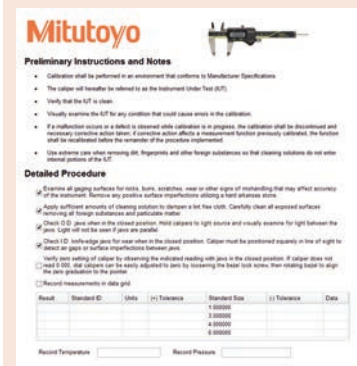 Mitutoyo
Preliminary Instructions and Notes
• Calibration shall be performed in an environment that conforms to Manufacturer Specifications
• The caliper will hereafter be referred to as the Instrument Under Test (IUT).
• Verify that the IUT is clean.
• Visually examine the IUT for any condition that could cause errors in the calibration.
• If a malfunction occurs or a defect is observed while calibration is in progress, the calibration shall be discontinued and
necessary corrective action taken; if corrective action affects a measurement function previously calibrated, the function
shall be recalibrated before the remainder of the procedure implemented.
• Use extreme care when removing dirt, fingerprints and other foreign substances so that cleaning solutions do not enter
internal portions of the IUT.
Detailed Procedure
Examine all gaging surfaces for nicks, burrs, scratches, wear or other signs of mishandling that may affect accuracy
of the instrument. Remove any positive surface imperfections utilizing a hard arkansas stone.
Apply sufficient amounts of cleaning solution to dampen a lint free cloth. Carefully clean all exposed surfaces
removing all foreign substances and particulate matter
Check O.D. jaws when in the closed position. Hold calipers to light source and visually examine for light between the
jaws. Light will not be seen if jaws are parallel
Check I.D. knife-edge jaws for wear when in the closed position. Caliper must be positioned squarely in line of sight to
detect air gaps or surface imperfections between jaws.
Verify zero setting of caliper by observing the indicated reading with jaws in the closed position. If caliper does not
read 0.000, dial calipers can be easily adjusted to zero by loosening the bezel lock screw, then rotating bezel to align
the zero graduation to the pointer
Record measurements in data grid
Result Standard ID Units (+) Tolerance Standard Size (-) Tolerance Data
1.000000
3.000000
4.000000
6.000000
Record Temperature Record Pressure